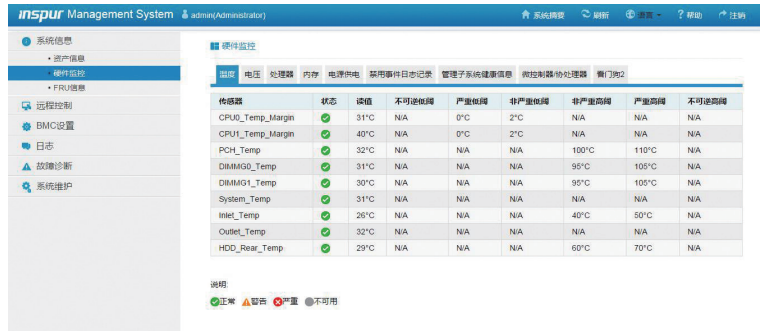 inspur Management System admin(Administrator) 系统摘要 刷新 语言 ? 帮助 注销
系统信息
• 资产信息
• 硬件监控
• FRU信息
远程控制
BMC设置
日志
故障诊断
系统维护
硬件监控
温度 电压 处理器 内存 电源供电 禁用事件日志记录 管理子系统健康信息 微控制器/协处理器 看门狗2
传感器 状态 读值 不可逆低阈 严重低阈 非严重低阈 非严重高阈 严重高阈 不可逆高阈
CPU0_Temp_Margin 31°C N/A 0°C 2°C N/A N/A N/A
CPU1_Temp_Margin 40°C N/A 0°C 2°C N/A N/A N/A
PCH_Temp 32°C N/A N/A N/A 100°C 110°C N/A
DIMMG0_Temp 31°C N/A N/A N/A 95°C 105°C N/A
DIMMG1_Temp 30°C N/A N/A N/A 95°C 105°C N/A
System_Temp 31°C N/A N/A N/A N/A N/A N/A
Inlet_Temp 26°C N/A N/A N/A 40°C 50°C N/A
Outlet_Temp 32°C N/A N/A N/A N/A N/A N/A
HDD_Rear_Temp 29°C N/A N/A N/A 60°C 70°C N/A
说明:
正常 警告 严重 不可用